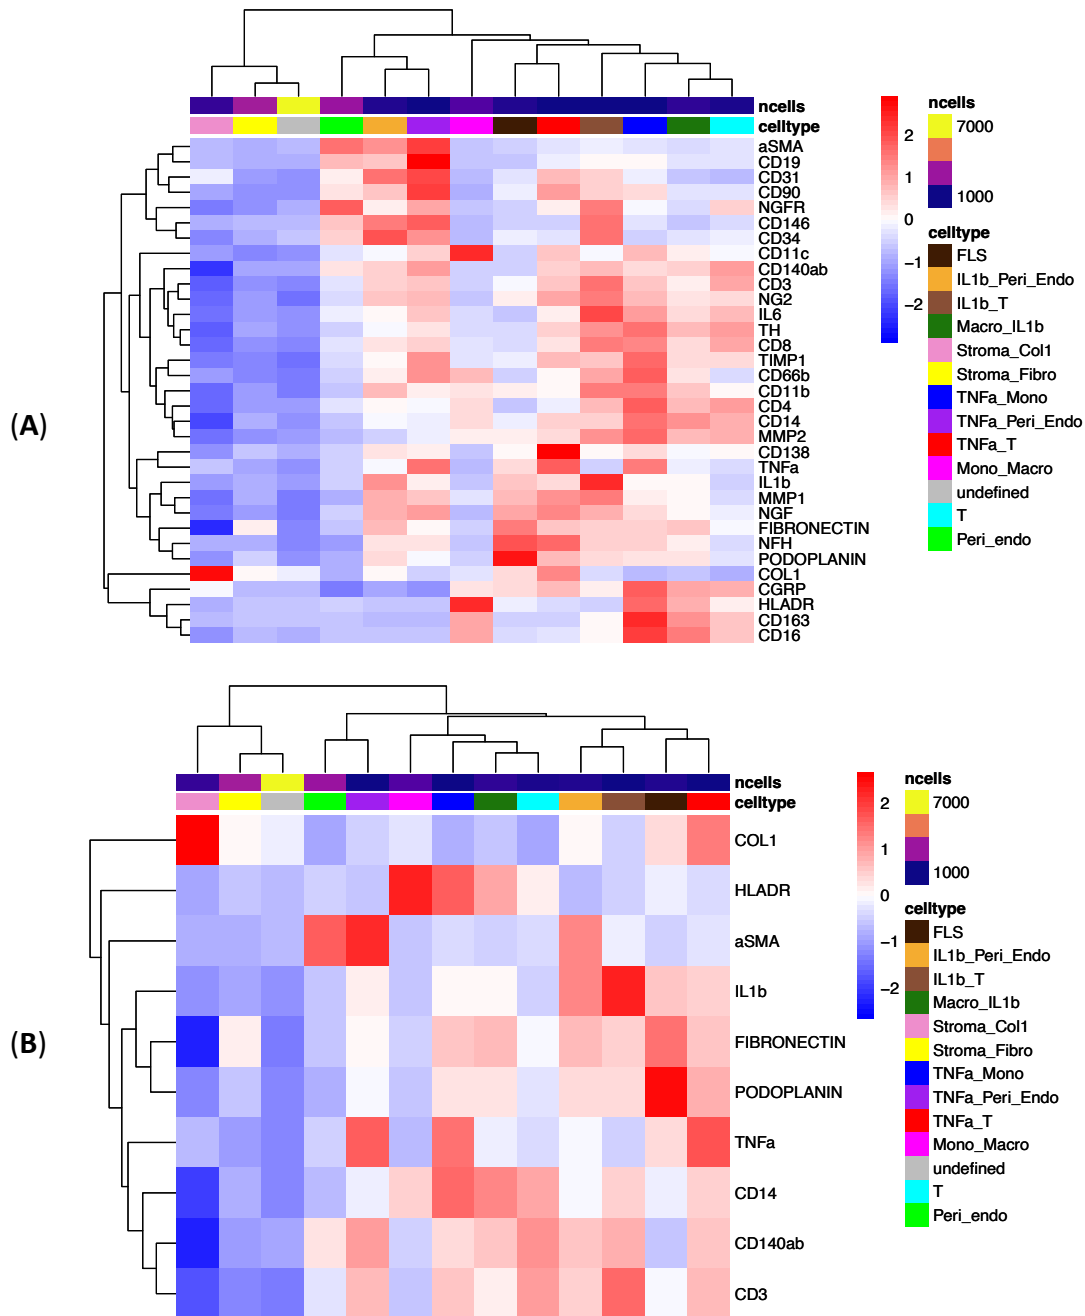 (A)
ncells
celltype
aSMA
CD19
CD31
CD90
NGFR
CD146
CD34
CD11c
CD140ab
CD3
NG2
IL6
TH
CD8
TIMP1
CD66b
CD11b
CD4
CD14
MMP2
CD138
TNFa
IL1b
MMP1
NGF
FIBRONECTIN
NFH
PODOPLANIN
COL1
CGRP
HLADR
CD163
CD16
2
1
0
−1
−2
ncells
7000
1000
celltype
FLS
IL1b_Peri_Endo
IL1b_T
Macro_IL1b
Stroma_Col1
Stroma_Fibro
TNFa_Mono
TNFa_Peri_Endo
TNFa_T
Mono_Macro
undefined
T
Peri_endo
(B)
ncells
celltype
COL1
HLADR
aSMA
IL1b
FIBRONECTIN
PODOPLANIN
TNFa
CD14
CD140ab
CD3
2
1
0
−1
−2
ncells
7000
1000
celltype
FLS
IL1b_Peri_Endo
IL1b_T
Macro_IL1b
Stroma_Col1
Stroma_Fibro
TNFa_Mono
TNFa_Peri_Endo
TNFa_T
Mono_Macro
undefined
T
Peri_endo